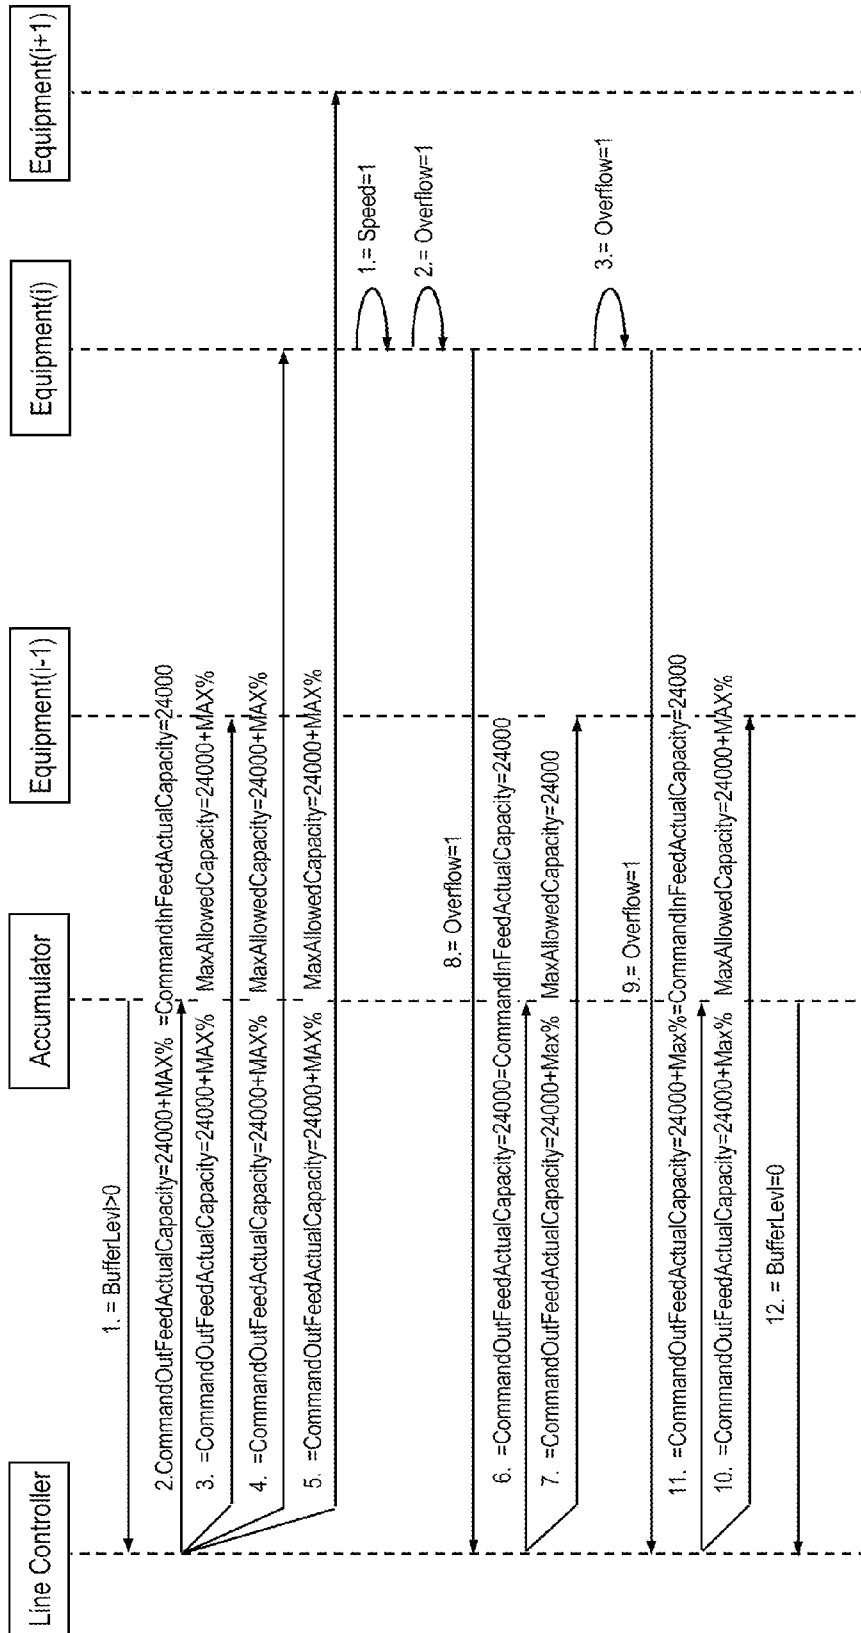 Line Controller
Accumulator
Equipment(i-1)
Equipment(i)
Equipment(i+1)
1. = BufferLevl>0
2.CommandOutFeedActualCapacity=24000+MAX% =CommandInFeedActualCapacity=24000
3. =CommandOutFeedActualCapacity=24000+MAX% MaxAllowedCapacity=24000+MAX%
4. =CommandOutFeedActualCapacity=24000+MAX% MaxAllowedCapacity=24000+MAX%
5. =CommandOutFeedActualCapacity=24000+MAX% MaxAllowedCapacity=24000+MAX%
1.= Speed=1
2.= Overflow=1
8.= Overflow=1
6. =CommandOutFeedActualCapacity=24000=CommandInFeedActualCapacity=24000
7. =CommandOutFeedActualCapacity=24000+Max% MaxAllowedCapacity=24000
3.= Overflow=1
9.= Overflow=1
11. =CommandOutFeedActualCapacity=24000+Max%=CommandInFeedActualCapacity=24000
10. =CommandOutFeedActualCapacity=24000+Max% MaxAllowedCapacity=24000+MAX%
12. = BufferLevl=0